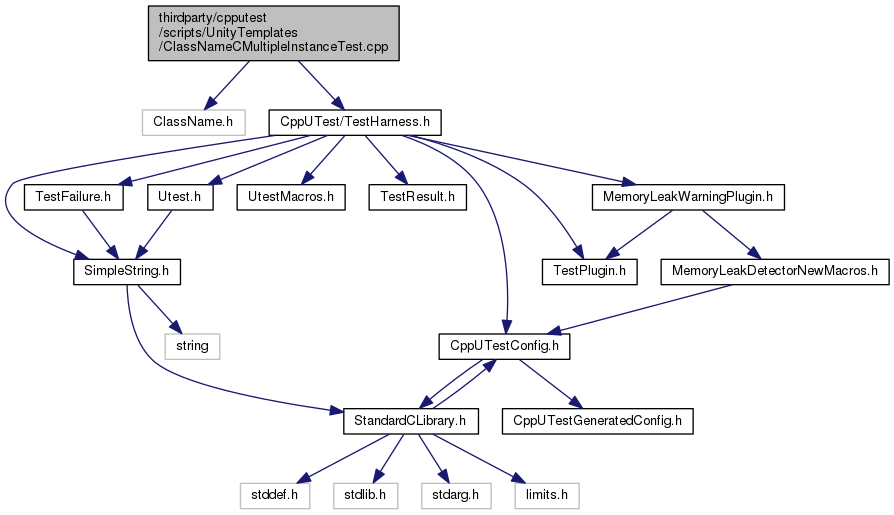 thirdparty/cpputest
/scripts/UnityTemplates
/ClassNameCMultipleInstanceTest.cpp
ClassName.h
CppUTest/TestHarness.h
TestFailure.h
Utest.h
UtestMacros.h
TestResult.h
MemoryLeakWarningPlugin.h
SimpleString.h
TestPlugin.h
MemoryLeakDetectorNewMacros.h
string
CppUTestConfig.h
StandardCLibrary.h
CppUTestGeneratedConfig.h
stddef.h
stdlib.h
stdarg.h
limits.h